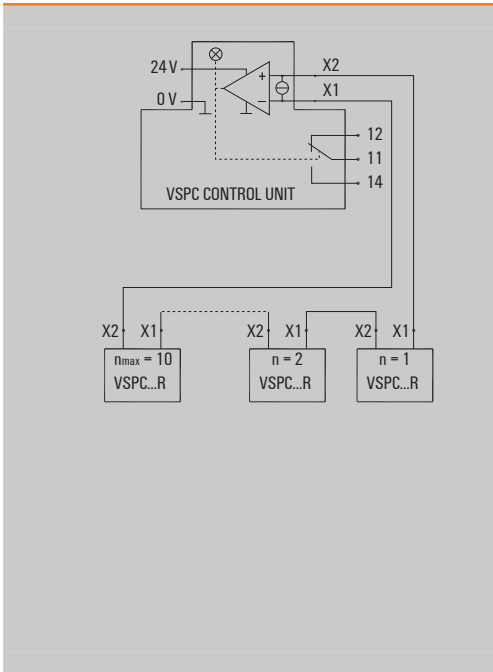 24 V
X2
+
0 V
–
X1
12
11
14
VSPC CONTROL UNIT
X2 X1 X2 X1 X2 X1
nmax = 10 n = 2 n = 1
VSPC...R VSPC...R VSPC...R